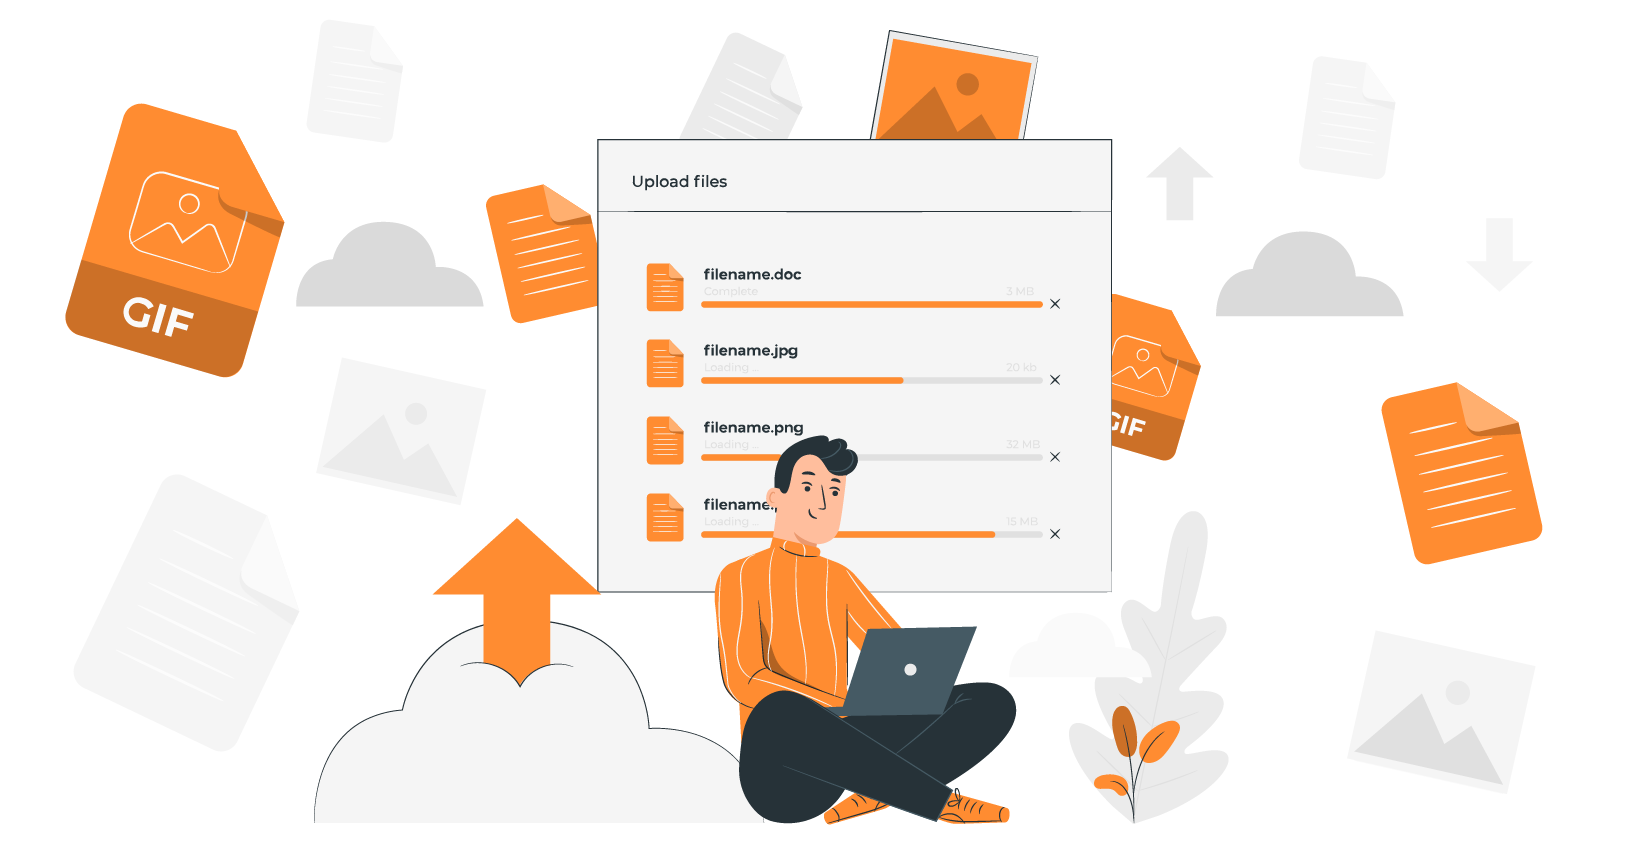 Upload files
filename.doc
Complete 3 MB
filename.jpg
Loading ... 20 kb
filename.png
Loading ... 32 MB
filename.
Loading ... 15 MB
GIF
GIF